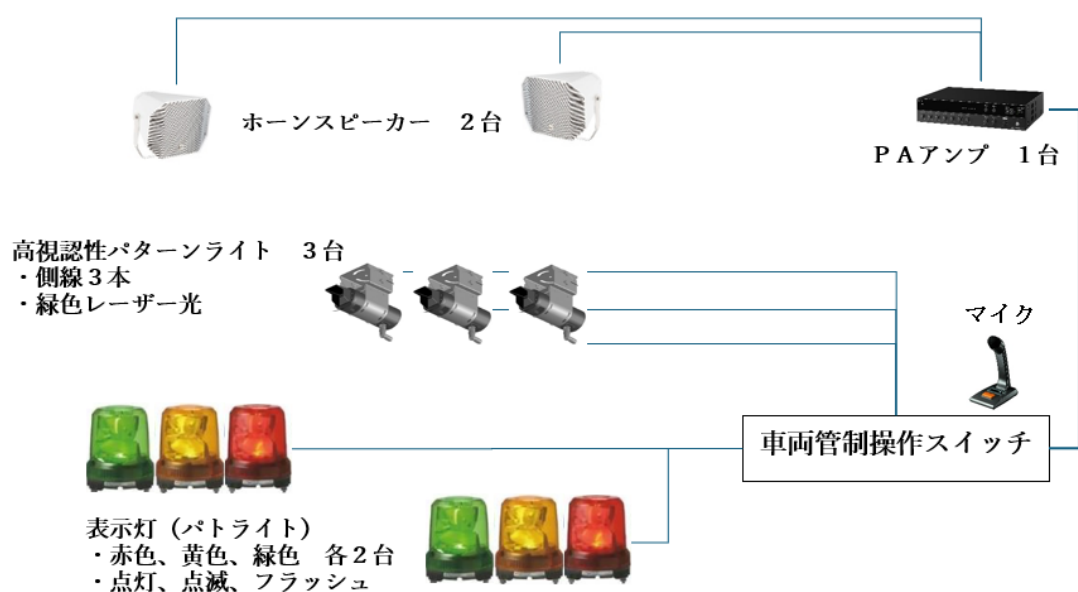 ホーンスピーカー　２台
ＰＡアンプ　１台
高視認性パターンライト　３台
・側線３本
・緑色レーザー光
マイク
車両管制操作スイッチ
表示灯（パトライト）
・赤色、黄色、緑色　各２台
・点灯、点滅、フラッシュ